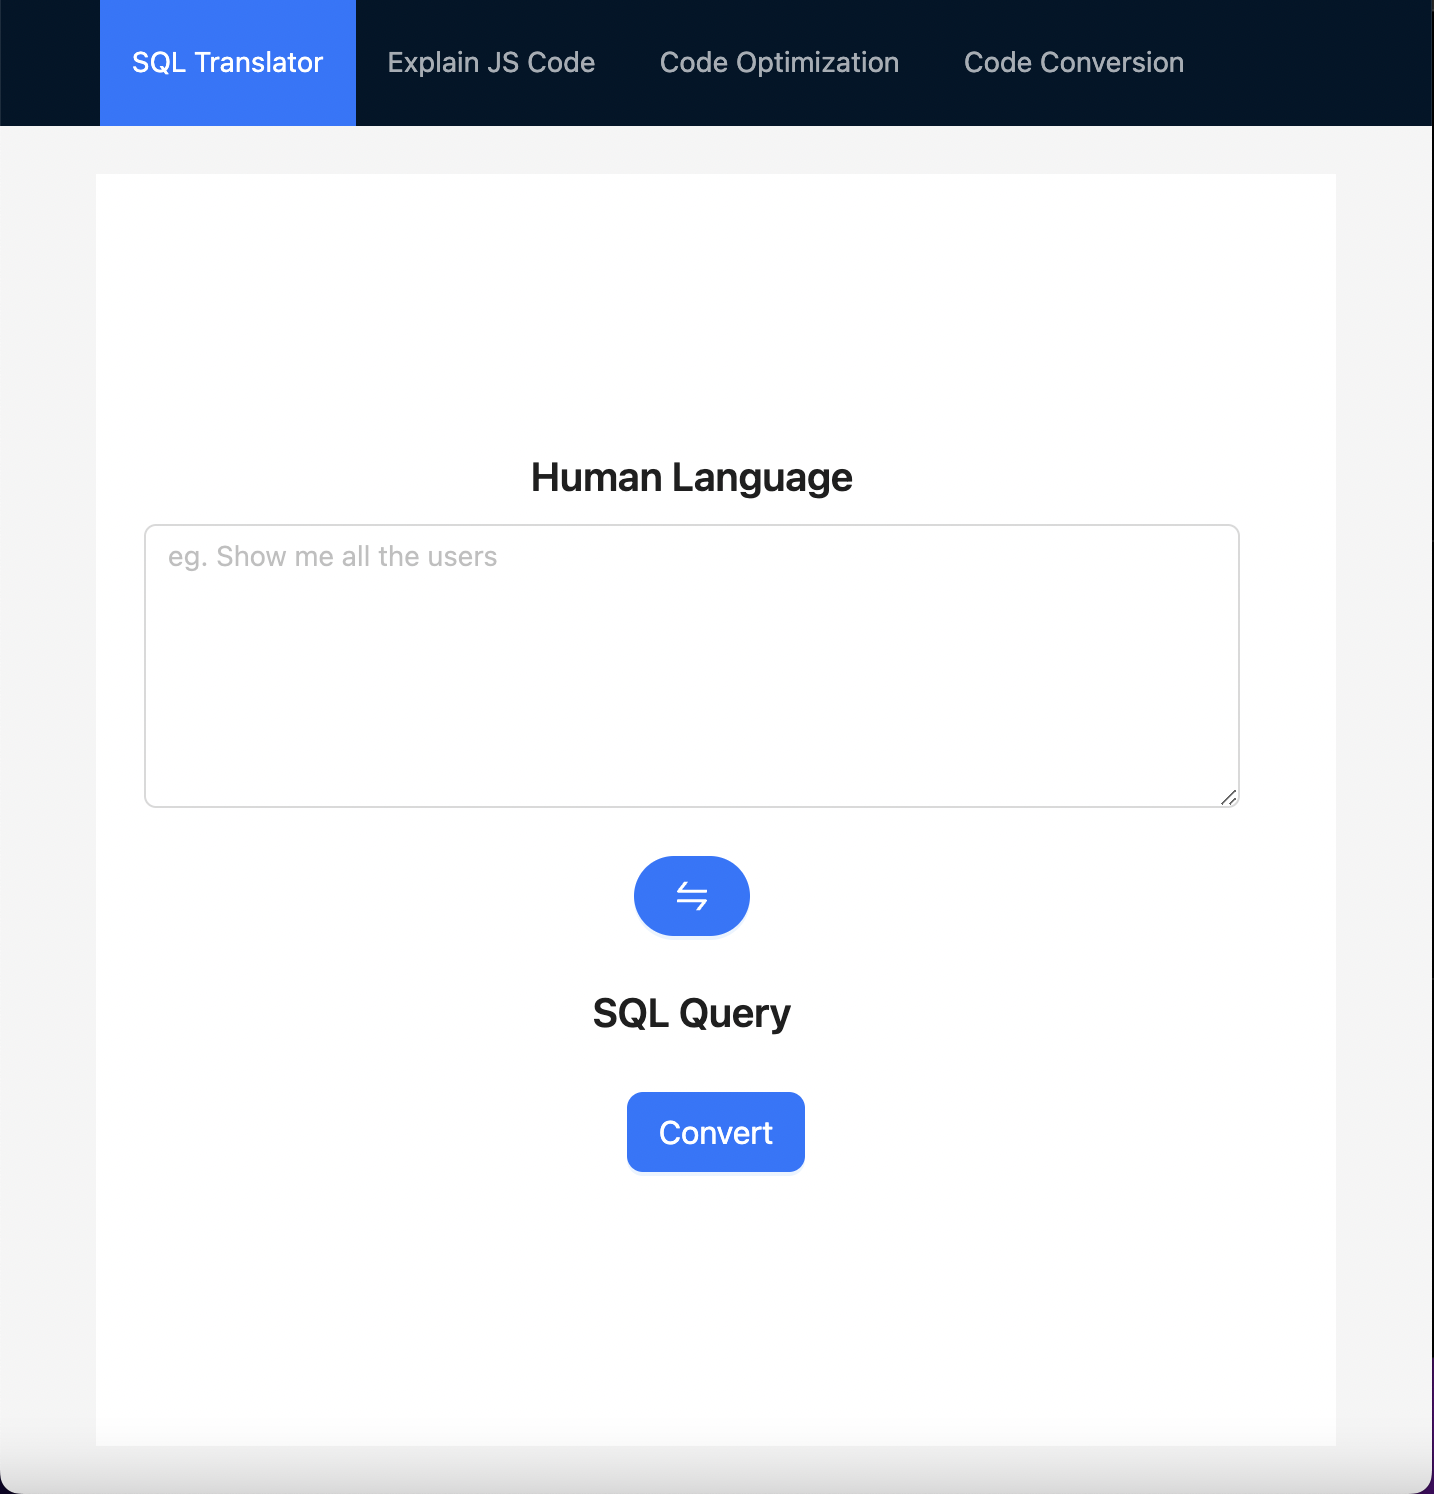 SQL Translator Explain JS Code Code Optimization Code Conversion
Human Language
eg. Show me all the users
SQL Query
Convert